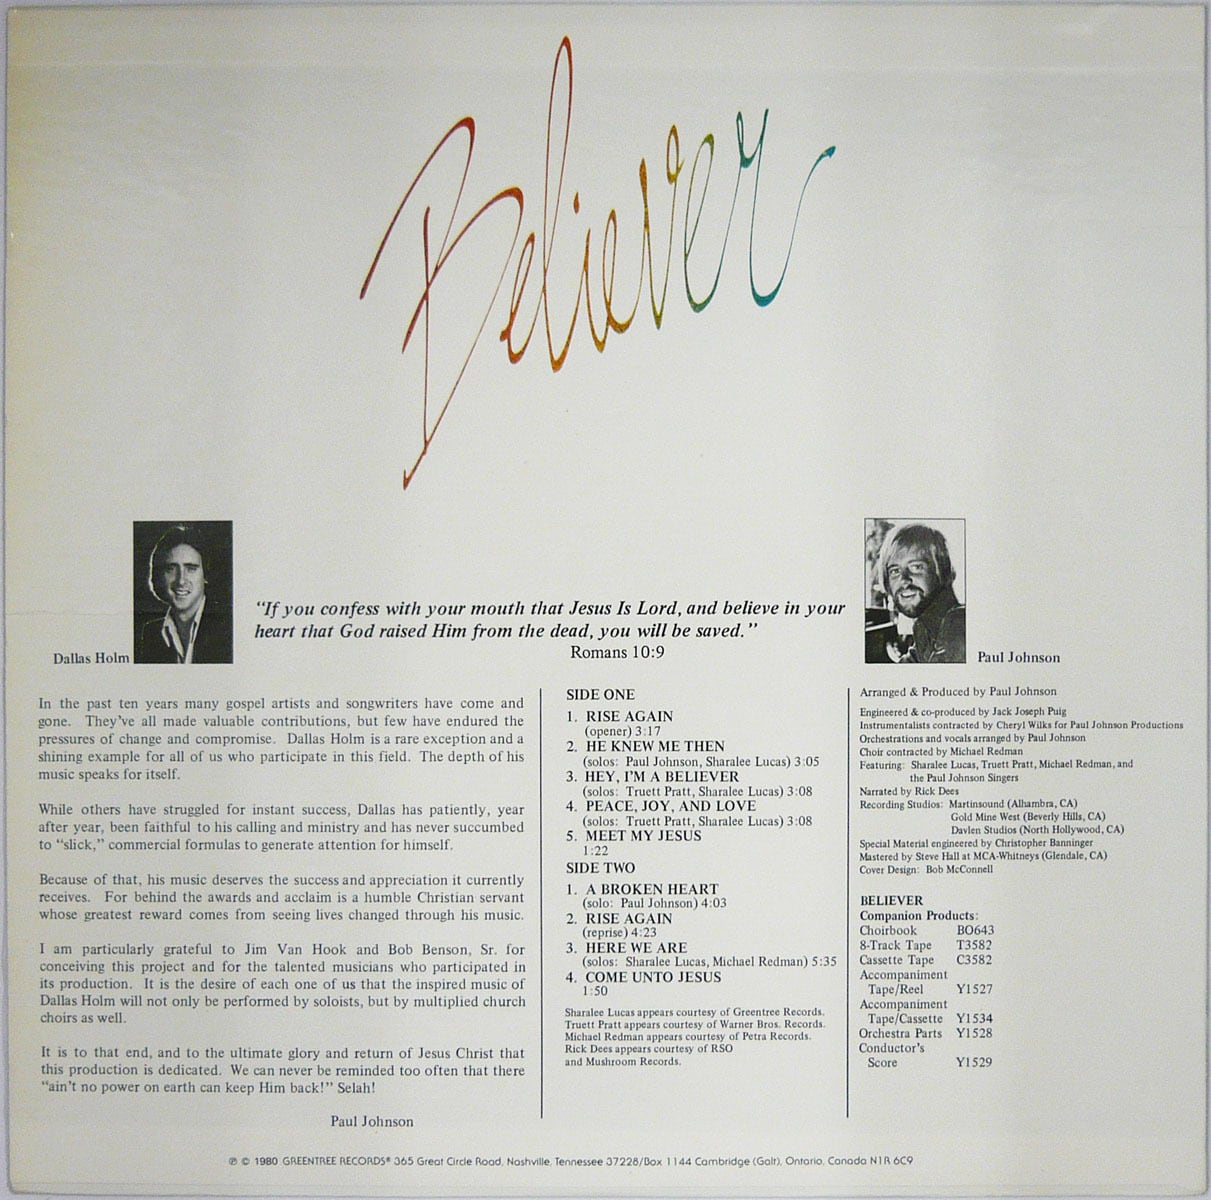 Believer
"If you confess with your mouth that Jesus Is Lord, and believe in your
heart that God raised Him from the dead, you will be saved."
Romans 10:9
Dallas Holm
Paul Johnson
In the past ten years many gospel artists and songwriters have come and
gone. They've all made valuable contributions, but few have endured the
pressures of change and compromise. Dallas Holm is a rare exception and a
shining example for all of us who participate in this field. The depth of his
music speaks for itself.
While others have struggled for instant success, Dallas has patiently, year
after year, been faithful to his calling and ministry and has never succumbed
to "slick," commercial formulas to generate attention for himself.
Because of that, his music deserves the success and appreciation it currently
receives. For behind the awards and acclaim is a humble Christian servant
whose greatest reward comes from seeing lives changed through his music.
I am particularly grateful to Jim Van Hook and Bob Benson, Sr. for
conceiving this project and for the talented musicians who participated in
its production. It is the desire of each one of us that the inspired music of
Dallas Holm will not only be performed by soloists, but by multiplied church
choirs as well.
It is to that end, and to the ultimate glory and return of Jesus Christ that
this production is dedicated. We can never be reminded too often that there
"ain't no power on earth can keep Him back!" Selah!
Paul Johnson
SIDE ONE
1. RISE AGAIN
(opener) 3:17
2. HE KNEW ME THEN
(solos: Paul Johnson, Sharalee Lucas) 3:05
3. HEY, I'M A BELIEVER
(solos: Truett Pratt, Sharalee Lucas) 3:08
4. PEACE, JOY, AND LOVE
(solos: Truett Pratt, Sharalee Lucas) 3:08
5. MEET MY JESUS
1:22
SIDE TWO
1. A BROKEN HEART
(solo: Paul Johnson) 4:03
2. RISE AGAIN
(reprise) 4:23
3. HERE WE ARE
(solos: Sharalee Lucas, Michael Redman) 5:35
4. COME UNTO JESUS
1:50
Sharalee Lucas appears courtesy of Greentree Records.
Truett Pratt appears courtesy of Warner Bros. Records.
Michael Redman appears courtesy of Petra Records.
Rick Dees appears courtesy of RSO
and Mushroom Records.
Arranged & Produced by Paul Johnson
Engineered & co-produced by Jack Joseph Puig
Instrumentalists contracted by Cheryl Wilks for Paul Johnson Productions
Orchestrations and vocals arranged by Paul Johnson
Choir contracted by Michael Redman
Featuring: Sharalee Lucas, Truett Pratt, Michael Redman, and
the Paul Johnson Singers
Narrated by Rick Dees
Recording Studios: Martinsound (Alhambra, CA)
Gold Mine West (Beverly Hills, CA)
Davlen Studios (North Hollywood, CA)
Special Material engineered by Christopher Banninger
Mastered by Steve Hall at MCA-Whitneys (Glendale, CA)
Cover Design: Bob McConnell
BELIEVER
Companion Products:
Choirbook BO643
8-Track Tape T3582
Cassette Tape C3582
Accompaniment
Tape/Reel Y1527
Accompaniment
Tape/Cassette Y1534
Orchestra Parts Y1528
Conductor's
Score Y1529
℗ © 1980 GREENTREE RECORDS® 365 Great Circle Road, Nashville, Tennessee 37228/Box 1144 Cambridge (Galt), Ontario, Canada N1R 6C9